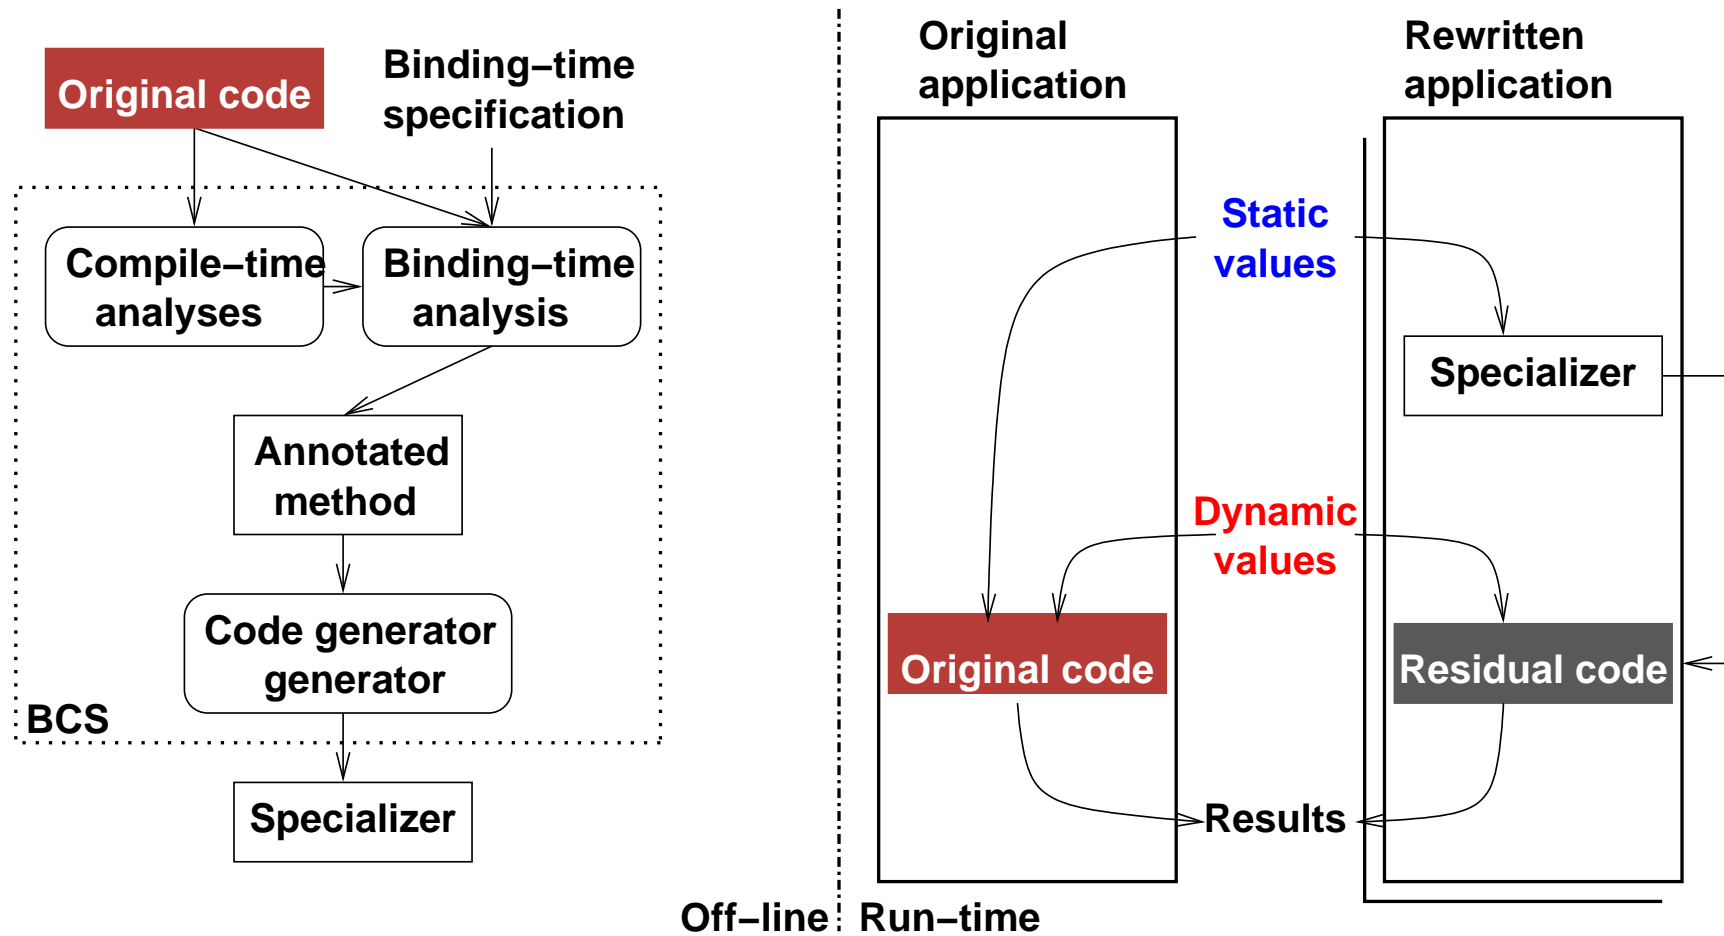 Original code
Binding–time
specification
Compile–time
analyses
Binding–time
analysis
Annotated
method
Code generator
generator
BCS
Specializer
Off–line
Run–time
Original
application
Rewritten
application
Static
values
Specializer
Dynamic
values
Original code
Residual code
Results